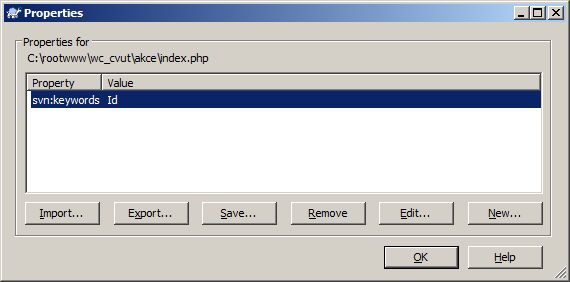 Properties
Properties for
C:\rootwww\wc_cvut\akce\index.php
Property Value
svn:keywords Id
Import... Export... Save... Remove Edit... New...
OK Help